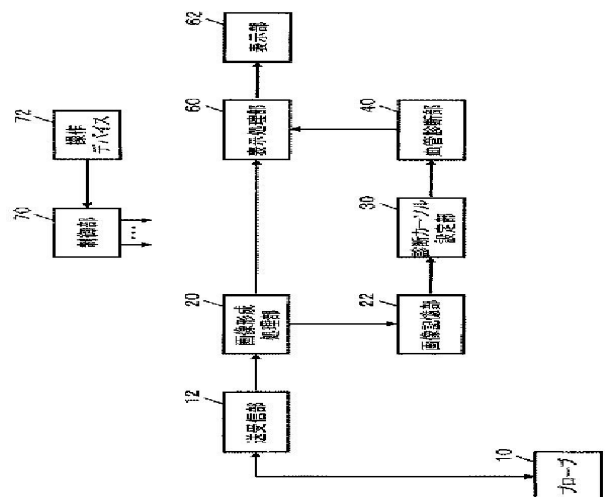 72
操作
デバイス
70
制御部
...
62
表示部
60
表示処理部
40
血管診断部
30
診断カーソル
設定部
20
画像形成
処理部
22
画像記憶部
12
送受信部
10
プローブ